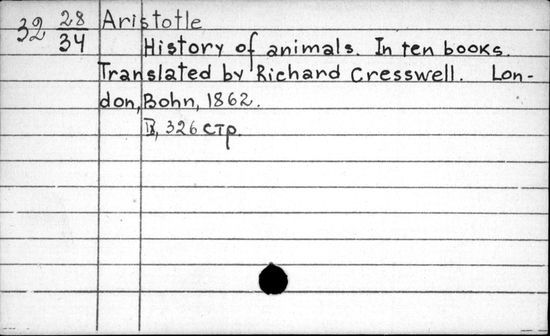 32 28/34 Aristotle
History of animals. In ten books.
Translated by Richard Cresswell. Lon-
don, Bohn, 1862.
326 стр.